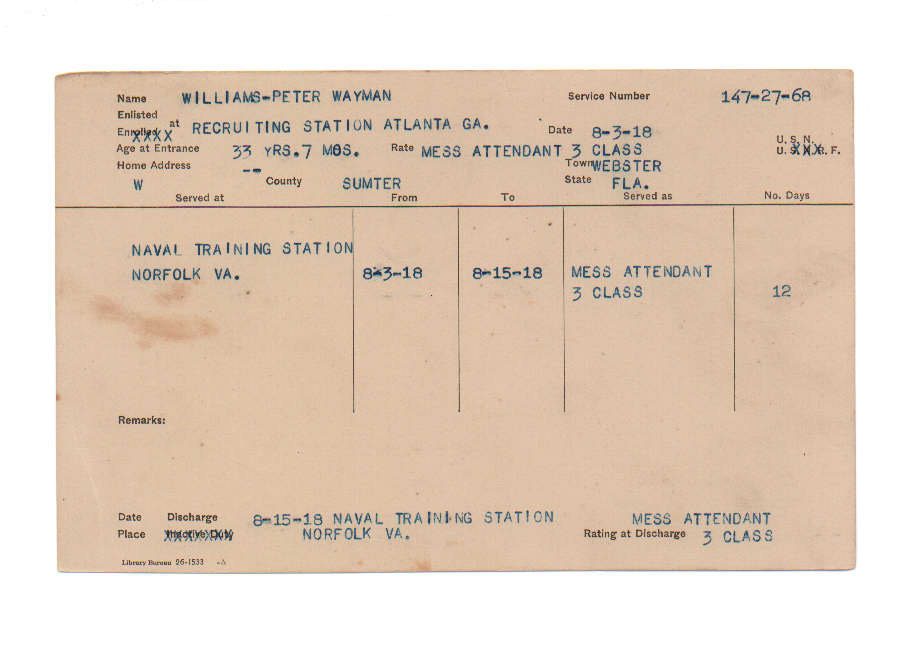 Name WILLIAMS-PETER WAYMAN Service Number 147-27-68
Enlisted
Enrolled at RECRUITING STATION ATLANTA GA. Date 8-3-18 U. S. N.
Age at Entrance 33 YRS. 7 MOS. Rate MESS ATTENDANT 3 CLASS U. S. N. R. F.
Home Address -- Town WEBSTER
W County SUMTER State FLA.
Served at From To Served as No. Days
NAVAL TRAINING STATION
NORFOLK VA. 8-3-18 8-15-18 MESS ATTENDANT
3 CLASS 12
Remarks:
Date Discharge 8-15-18 NAVAL TRAINING STATION MESS ATTENDANT
Place Inactive Duty NORFOLK VA. Rating at Discharge 3 CLASS
Library Bureau 26-1533